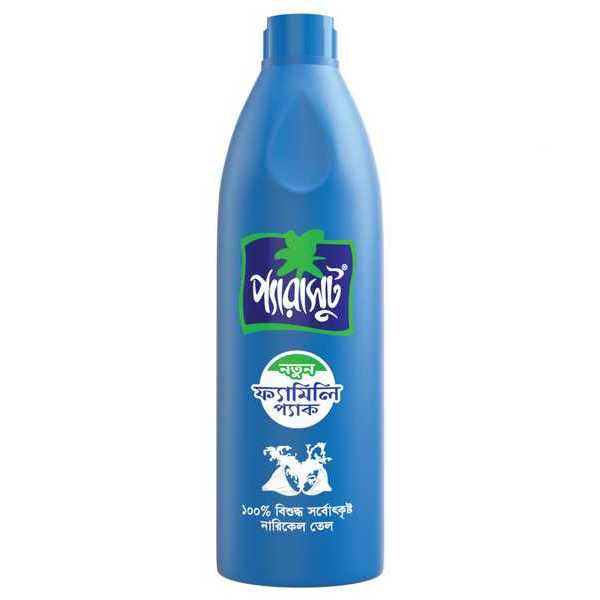 প্যারাসুট®
নতুন
ফ্যামিলি
প্যাক
১০০% বিশুদ্ধ সর্বোৎকৃষ্ট
নারিকেল তেল